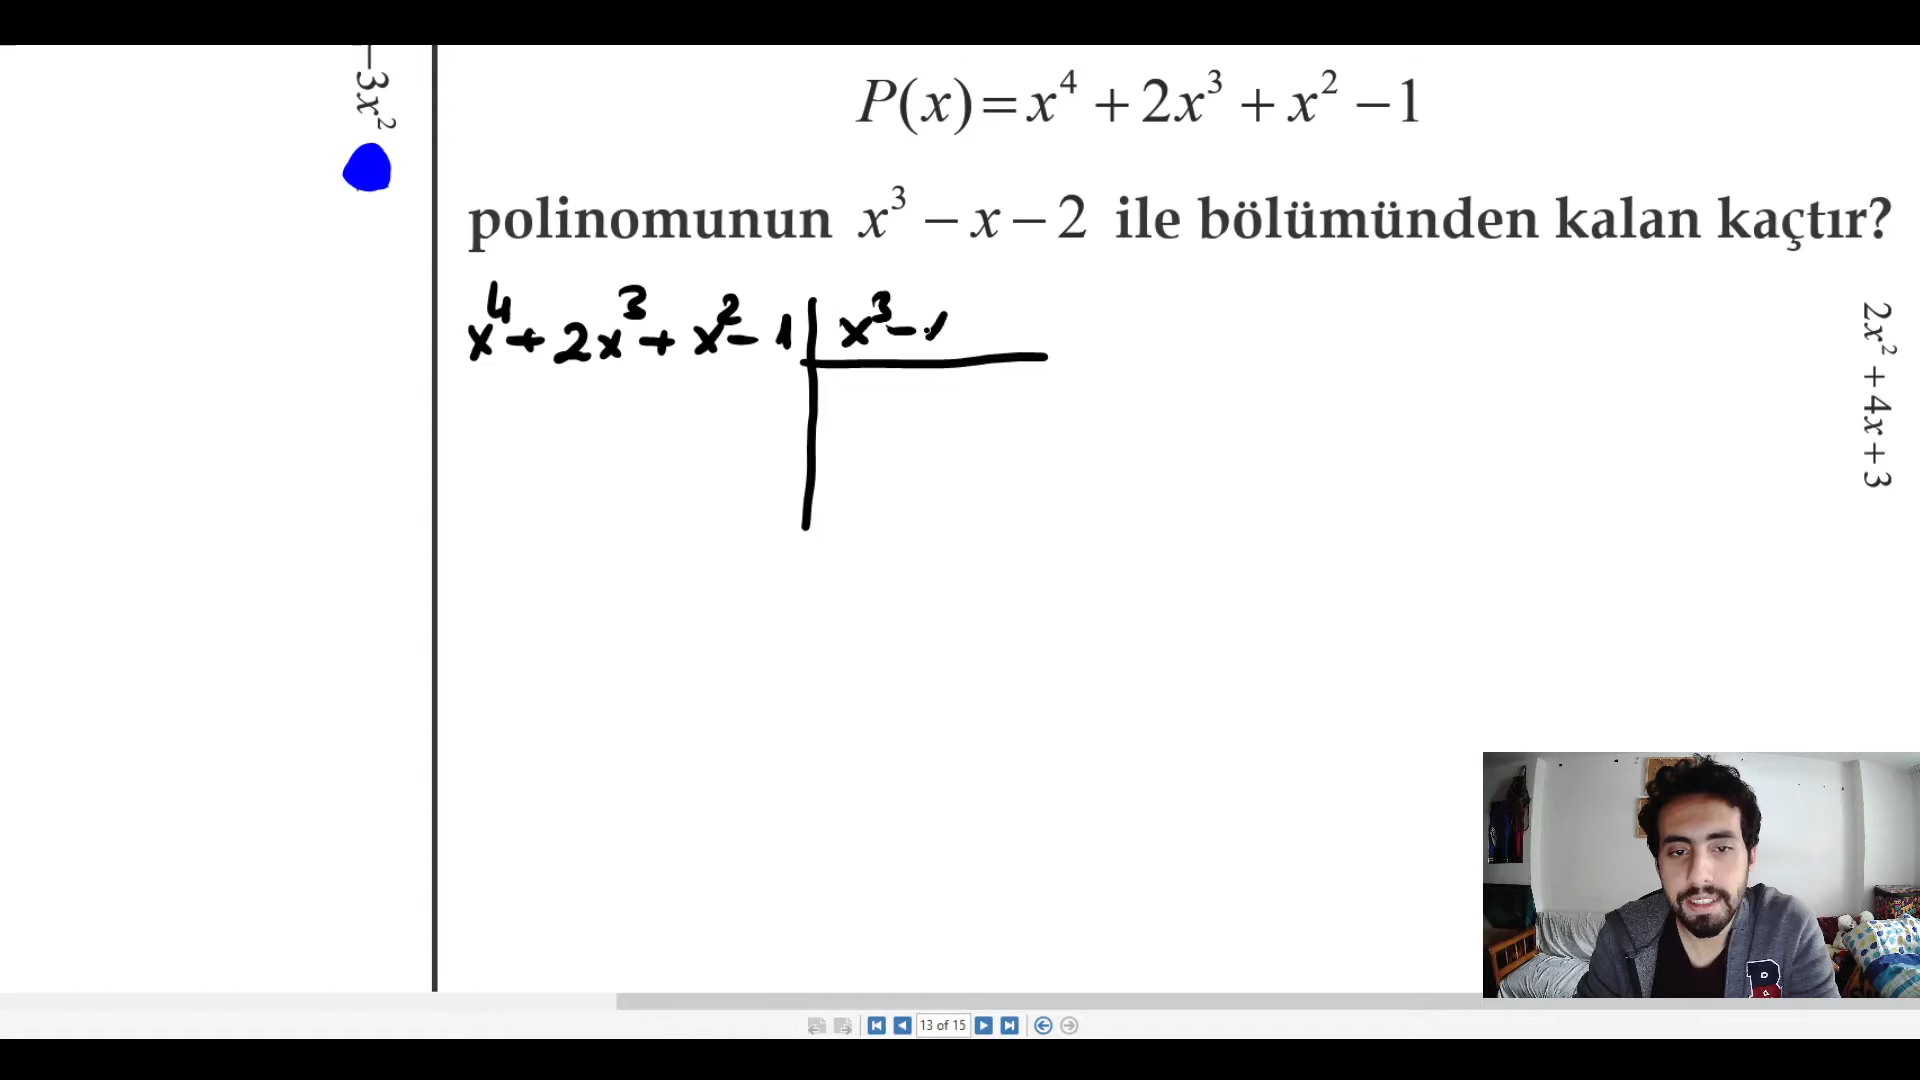 −3x²
P(x)=x⁴+2x³+x²−1
polinomunun x³−x−2 ile bölümünden kalan kaçtır?
x⁴+2x³+x²-1 x³-
2x²+4x+3
13 of 15